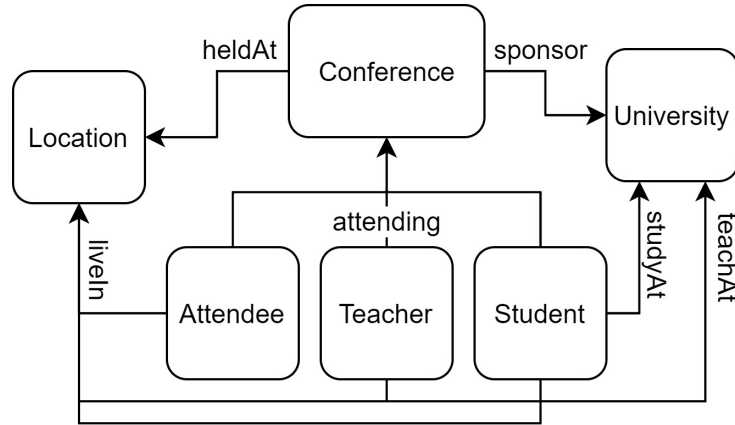 heldAt
Conference
sponsor
Location
University
attending
liveIn
studyAt
teachAt
Attendee
Teacher
Student